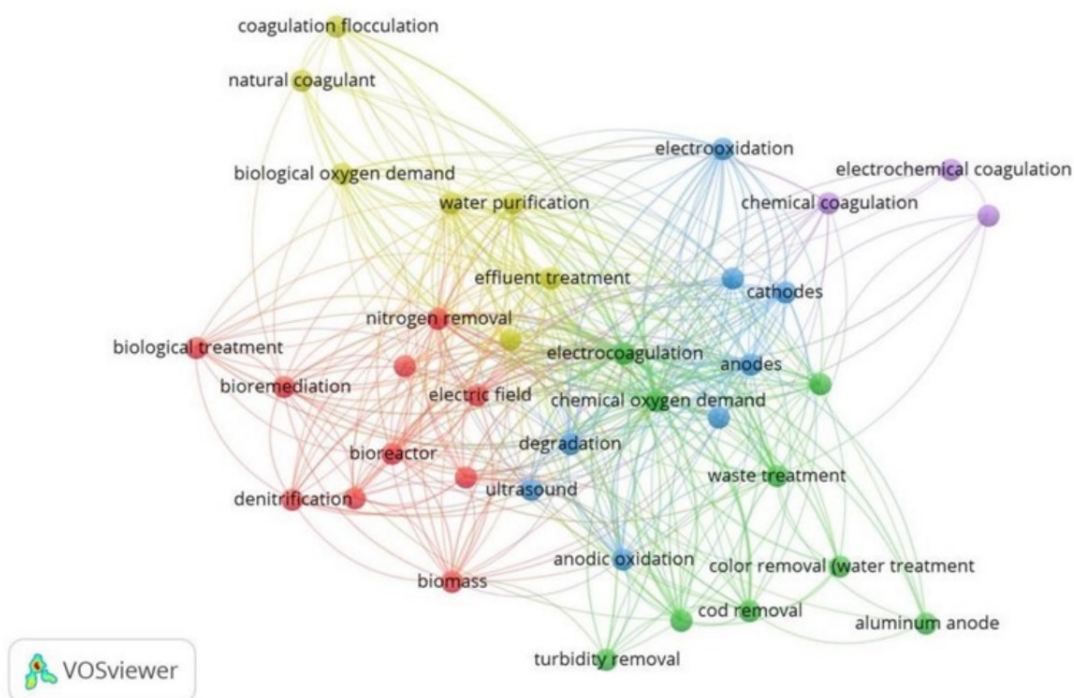 coagulation flocculation
natural coagulant
electrooxidation
electrochemical coagulation
biological oxygen demand
water purification
chemical coagulation
effluent treatment
cathodes
nitrogen removal
biological treatment
electrocoagulation
anodes
bioremediation
electric field
chemical oxygen demand
degradation
bioreactor
waste treatment
ultrasound
denitrification
anodic oxidation
color removal (water treatment
biomass
cod removal
aluminum anode
turbidity removal
VOSviewer